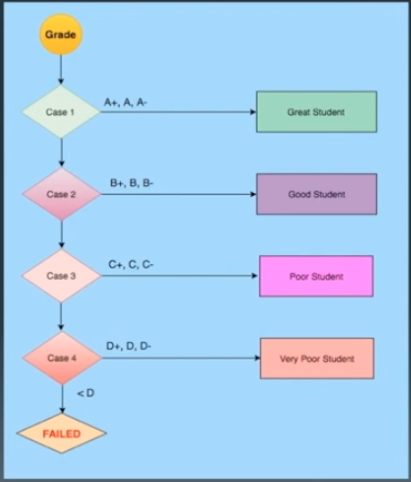 Grade
Case 1
A+, A, A-
Great Student
Case 2
B+, B, B-
Good Student
Case 3
C+, C, C-
Poor Student
Case 4
D+, D, D-
Very Poor Student
< D
FAILED